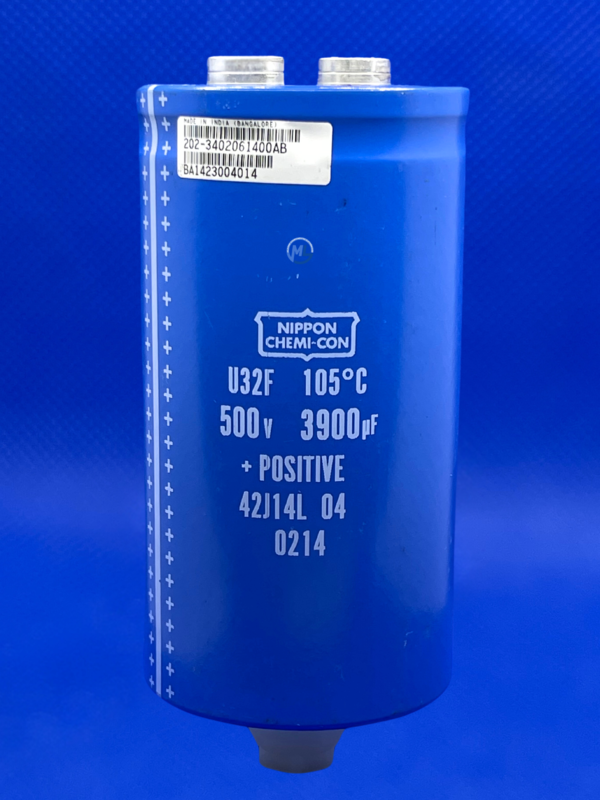 MADE IN INDIA (BANGALORE)
202-3402061400AB
BA1423004014
M
NIPPON
CHEMI-CON
U32F 105°C
500V 3900µF
+ POSITIVE
42J14L 04
0214